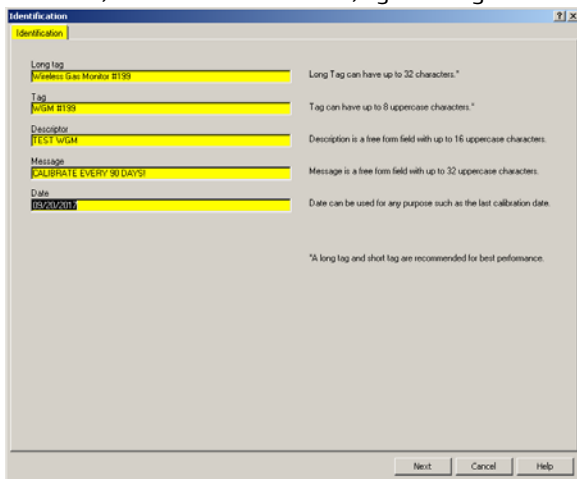 Identification
Identification
Long tag
Wireless Gas Monitor #199
Long Tag can have up to 32 characters.*
Tag
WGM #199
Tag can have up to 8 uppercase characters.*
Descriptor
TEST WGM
Description is a free form field with up to 16 uppercase characters.
Message
CALIBRATE EVERY 90 DAYS!
Message is a free form field with up to 32 uppercase characters.
Date
09/20/2017
Date can be used for any purpose such as the last calibration date.
*A long tag and short tag are recommended for best performance.
Next Cancel Help